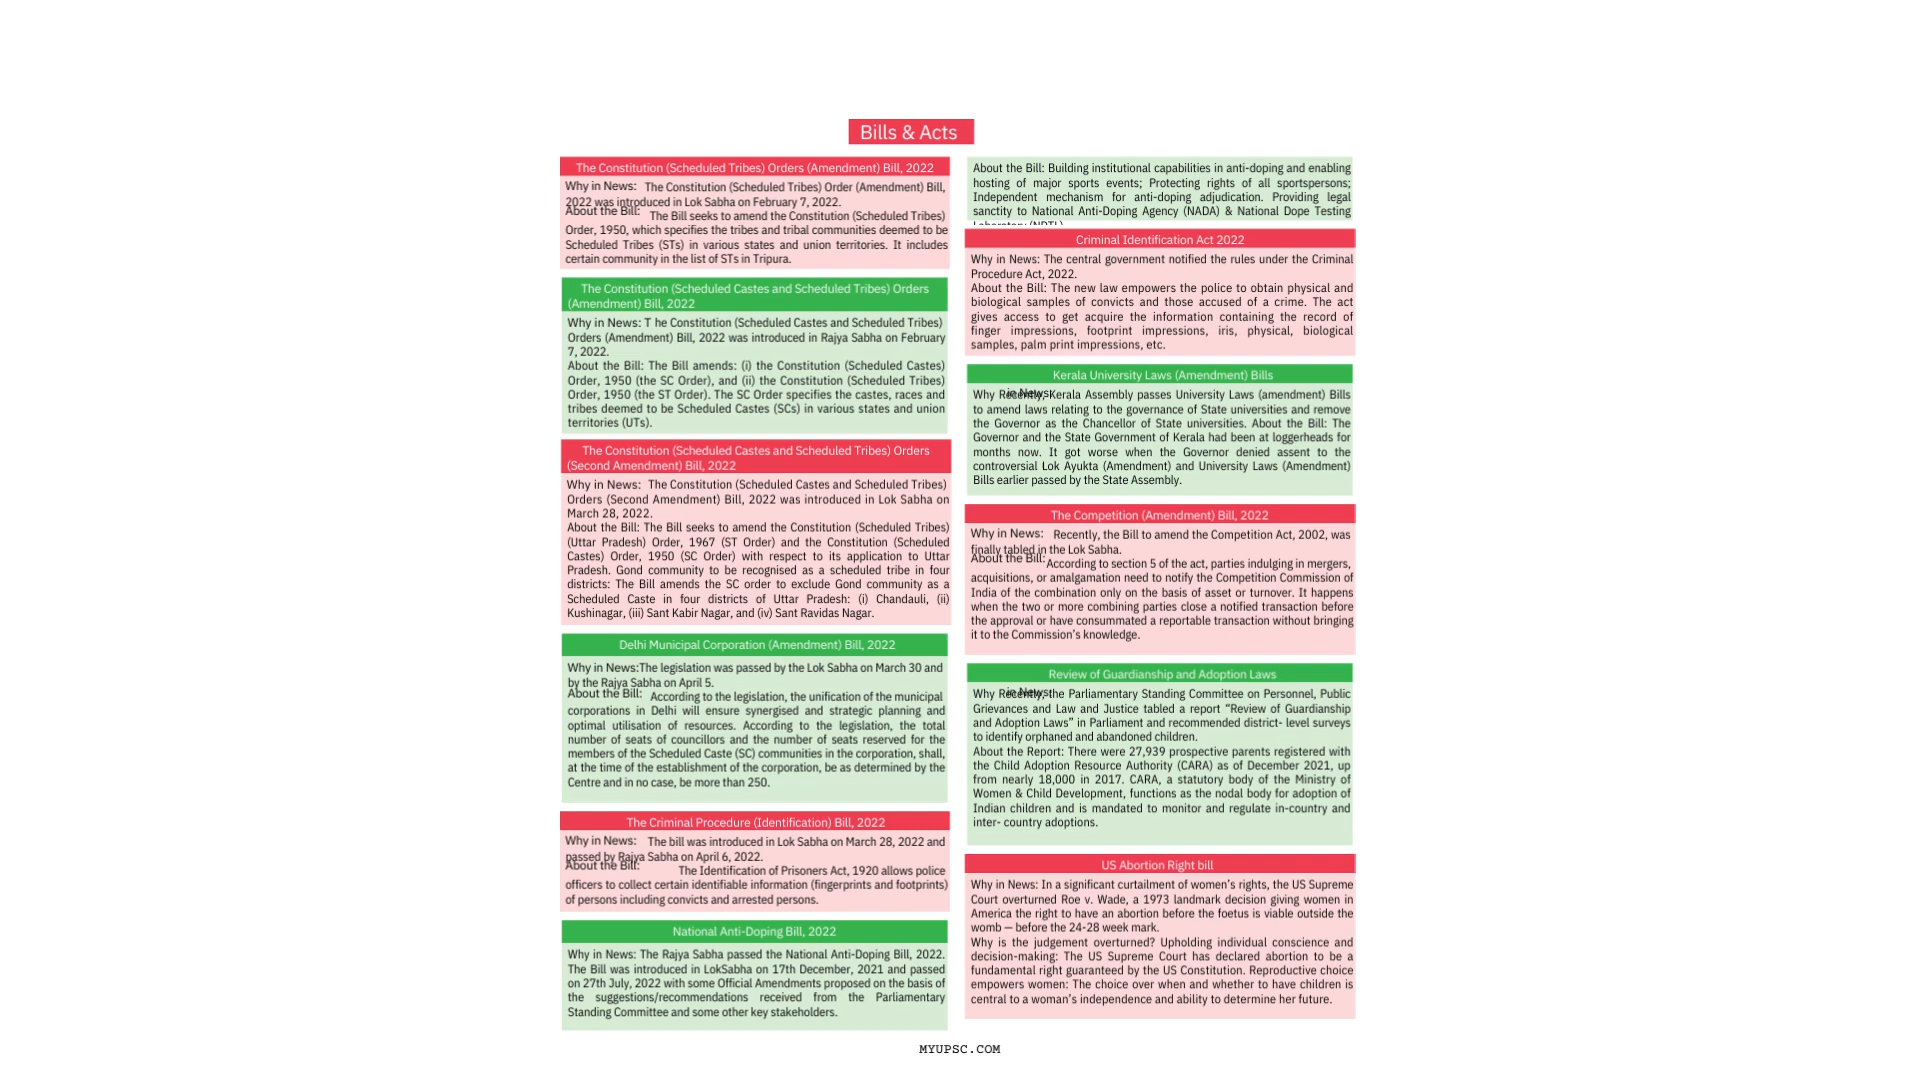 Bills & Acts
The Constitution (Scheduled Tribes) Orders (Amendment) Bill, 2022
Why in News: The Constitution (Scheduled Tribes) Order (Amendment) Bill,
2022 was introduced in Lok Sabha on February 7, 2022.
About the Bill: The Bill seeks to amend the Constitution (Scheduled Tribes)
Order, 1950, which specifies the tribes and tribal communities deemed to be
Scheduled Tribes (STs) in various states and union territories. It includes
certain community in the list of STs in Tripura.
The Constitution (Scheduled Castes and Scheduled Tribes) Orders
(Amendment) Bill, 2022
Why in News: T he Constitution (Scheduled Castes and Scheduled Tribes)
Orders (Amendment) Bill, 2022 was introduced in Rajya Sabha on February
7, 2022.
About the Bill: The Bill amends: (i) the Constitution (Scheduled Castes)
Order, 1950 (the SC Order), and (ii) the Constitution (Scheduled Tribes)
Order, 1950 (the ST Order). The SC Order specifies the castes, races and
tribes deemed to be Scheduled Castes (SCs) in various states and union
territories (UTs).
The Constitution (Scheduled Castes and Scheduled Tribes) Orders
(Second Amendment) Bill, 2022
Why in News: The Constitution (Scheduled Castes and Scheduled Tribes)
Orders (Second Amendment) Bill, 2022 was introduced in Lok Sabha on
March 28, 2022.
About the Bill: The Bill seeks to amend the Constitution (Scheduled Tribes)
(Uttar Pradesh) Order, 1967 (ST Order) and the Constitution (Scheduled
Castes) Order, 1950 (SC Order) with respect to its application to Uttar
Pradesh. Gond community to be recognised as a scheduled tribe in four
districts: The Bill amends the SC order to exclude Gond community as a
Scheduled Caste in four districts of Uttar Pradesh: (i) Chandauli, (ii)
Kushinagar, (iii) Sant Kabir Nagar, and (iv) Sant Ravidas Nagar.
Delhi Municipal Corporation (Amendment) Bill, 2022
Why in News:The legislation was passed by the Lok Sabha on March 30 and
by the Rajya Sabha on April 5.
About the Bill: According to the legislation, the unification of the municipal
corporations in Delhi will ensure synergised and strategic planning and
optimal utilisation of resources. According to the legislation, the total
number of seats of councillors and the number of seats reserved for the
members of the Scheduled Caste (SC) communities in the corporation, shall,
at the time of the establishment of the corporation, be as determined by the
Centre and in no case, be more than 250.
The Criminal Procedure (Identification) Bill, 2022
Why in News: The bill was introduced in Lok Sabha on March 28, 2022 and
passed by Rajya Sabha on April 6, 2022.
About the Bill: The Identification of Prisoners Act, 1920 allows police
officers to collect certain identifiable information (fingerprints and footprints)
of persons including convicts and arrested persons.
National Anti-Doping Bill, 2022
Why in News: The Rajya Sabha passed the National Anti-Doping Bill, 2022.
The Bill was introduced in LokSabha on 17th December, 2021 and passed
on 27th July, 2022 with some Official Amendments proposed on the basis of
the suggestions/recommendations received from the Parliamentary
Standing Committee and some other key stakeholders.
About the Bill: Building institutional capabilities in anti-doping and enabling
hosting of major sports events; Protecting rights of all sportspersons;
Independent mechanism for anti-doping adjudication. Providing legal
sanctity to National Anti-Doping Agency (NADA) & National Dope Testing
Laboratory (NDTL)
Criminal Identification Act 2022
Why in News: The central government notified the rules under the Criminal
Procedure Act, 2022.
About the Bill: The new law empowers the police to obtain physical and
biological samples of convicts and those accused of a crime. The act
gives access to get acquire the information containing the record of
finger impressions, footprint impressions, iris, physical, biological
samples, palm print impressions, etc.
Kerala University Laws (Amendment) Bills
Why in News: Recently, Kerala Assembly passes University Laws (amendment) Bills
to amend laws relating to the governance of State universities and remove
the Governor as the Chancellor of State universities. About the Bill: The
Governor and the State Government of Kerala had been at loggerheads for
months now. It got worse when the Governor denied assent to the
controversial Lok Ayukta (Amendment) and University Laws (Amendment)
Bills earlier passed by the State Assembly.
The Competition (Amendment) Bill, 2022
Why in News: Recently, the Bill to amend the Competition Act, 2002, was
finally tabled in the Lok Sabha.
About the Bill: According to section 5 of the act, parties indulging in mergers,
acquisitions, or amalgamation need to notify the Competition Commission of
India of the combination only on the basis of asset or turnover. It happens
when the two or more combining parties close a notified transaction before
the approval or have consummated a reportable transaction without bringing
it to the Commission's knowledge.
Review of Guardianship and Adoption Laws
Why in News: Recently, the Parliamentary Standing Committee on Personnel, Public
Grievances and Law and Justice tabled a report “Review of Guardianship
and Adoption Laws” in Parliament and recommended district- level surveys
to identify orphaned and abandoned children.
About the Report: There were 27,939 prospective parents registered with
the Child Adoption Resource Authority (CARA) as of December 2021, up
from nearly 18,000 in 2017. CARA, a statutory body of the Ministry of
Women & Child Development, functions as the nodal body for adoption of
Indian children and is mandated to monitor and regulate in-country and
inter- country adoptions.
US Abortion Right bill
Why in News: In a significant curtailment of women's rights, the US Supreme
Court overturned Roe v. Wade, a 1973 landmark decision giving women in
America the right to have an abortion before the foetus is viable outside the
womb — before the 24-28 week mark.
Why is the judgement overturned? Upholding individual conscience and
decision-making: The US Supreme Court has declared abortion to be a
fundamental right guaranteed by the US Constitution. Reproductive choice
empowers women: The choice over when and whether to have children is
central to a woman's independence and ability to determine her future.
MYUPSC.COM